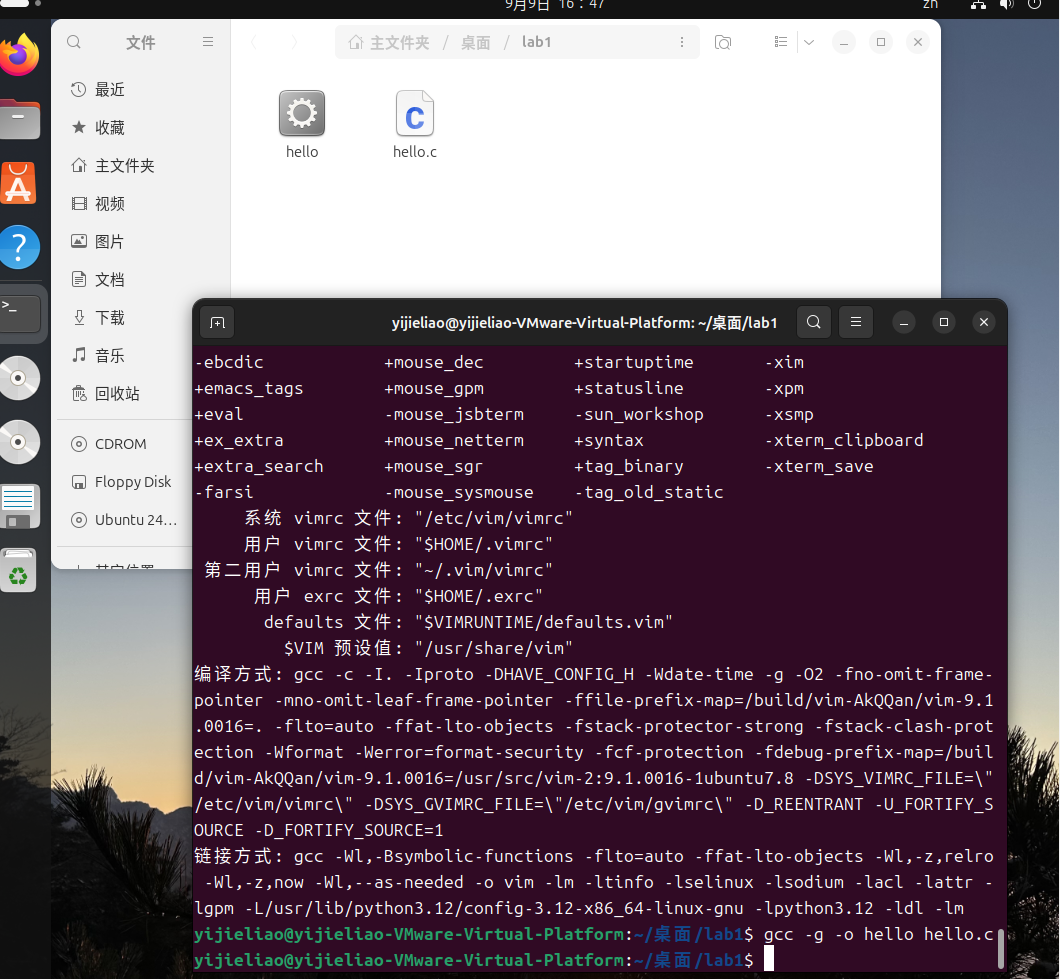 9月9日 16：47
zh
文件
主文件夹 / 桌面 / lab1
最近
收藏
主文件夹
视频
图片
文档
下载
音乐
回收站
CDROM
Floppy Disk
Ubuntu 24…
其它位置
hello
hello.c
yijieliao@yijieliao-VMware-Virtual-Platform: ~/桌面/lab1
-ebcdic +mouse_dec +startuptime -xim
+emacs_tags +mouse_gpm +statusline -xpm
+eval -mouse_jsbterm -sun_workshop -xsmp
+ex_extra +mouse_netterm +syntax -xterm_clipboard
+extra_search +mouse_sgr +tag_binary -xterm_save
-farsi -mouse_sysmouse -tag_old_static
系统 vimrc 文件: "/etc/vim/vimrc"
用户 vimrc 文件: "$HOME/.vimrc"
第二用户 vimrc 文件: "~/.vim/vimrc"
用户 exrc 文件: "$HOME/.exrc"
defaults 文件: "$VIMRUNTIME/defaults.vim"
$VIM 预设值: "/usr/share/vim"
编译方式: gcc -c -I. -Iproto -DHAVE_CONFIG_H -Wdate-time -g -O2 -fno-omit-frame-
pointer -mno-omit-leaf-frame-pointer -ffile-prefix-map=/build/vim-AkQQan/vim-9.1
.0016=. -flto=auto -ffat-lto-objects -fstack-protector-strong -fstack-clash-prot
ection -Wformat -Werror=format-security -fcf-protection -fdebug-prefix-map=/buil
d/vim-AkQQan/vim-9.1.0016=/usr/src/vim-2:9.1.0016-1ubuntu7.8 -DSYS_VIMRC_FILE=\"
/etc/vim/vimrc\" -DSYS_GVIMRC_FILE=\"/etc/vim/gvimrc\" -D_REENTRANT -U_FORTIFY_S
OURCE -D_FORTIFY_SOURCE=1
链接方式: gcc -Wl,-Bsymbolic-functions -flto=auto -ffat-lto-objects -Wl,-z,relro
-Wl,-z,now -Wl,--as-needed -o vim -lm -ltinfo -lselinux -lsodium -lacl -lattr -
lgpm -L/usr/lib/python3.12/config-3.12-x86_64-linux-gnu -lpython3.12 -ldl -lm
yijieliao@yijieliao-VMware-Virtual-Platform:~/桌面/lab1$ gcc -g -o hello hello.c
yijieliao@yijieliao-VMware-Virtual-Platform:~/桌面/lab1$